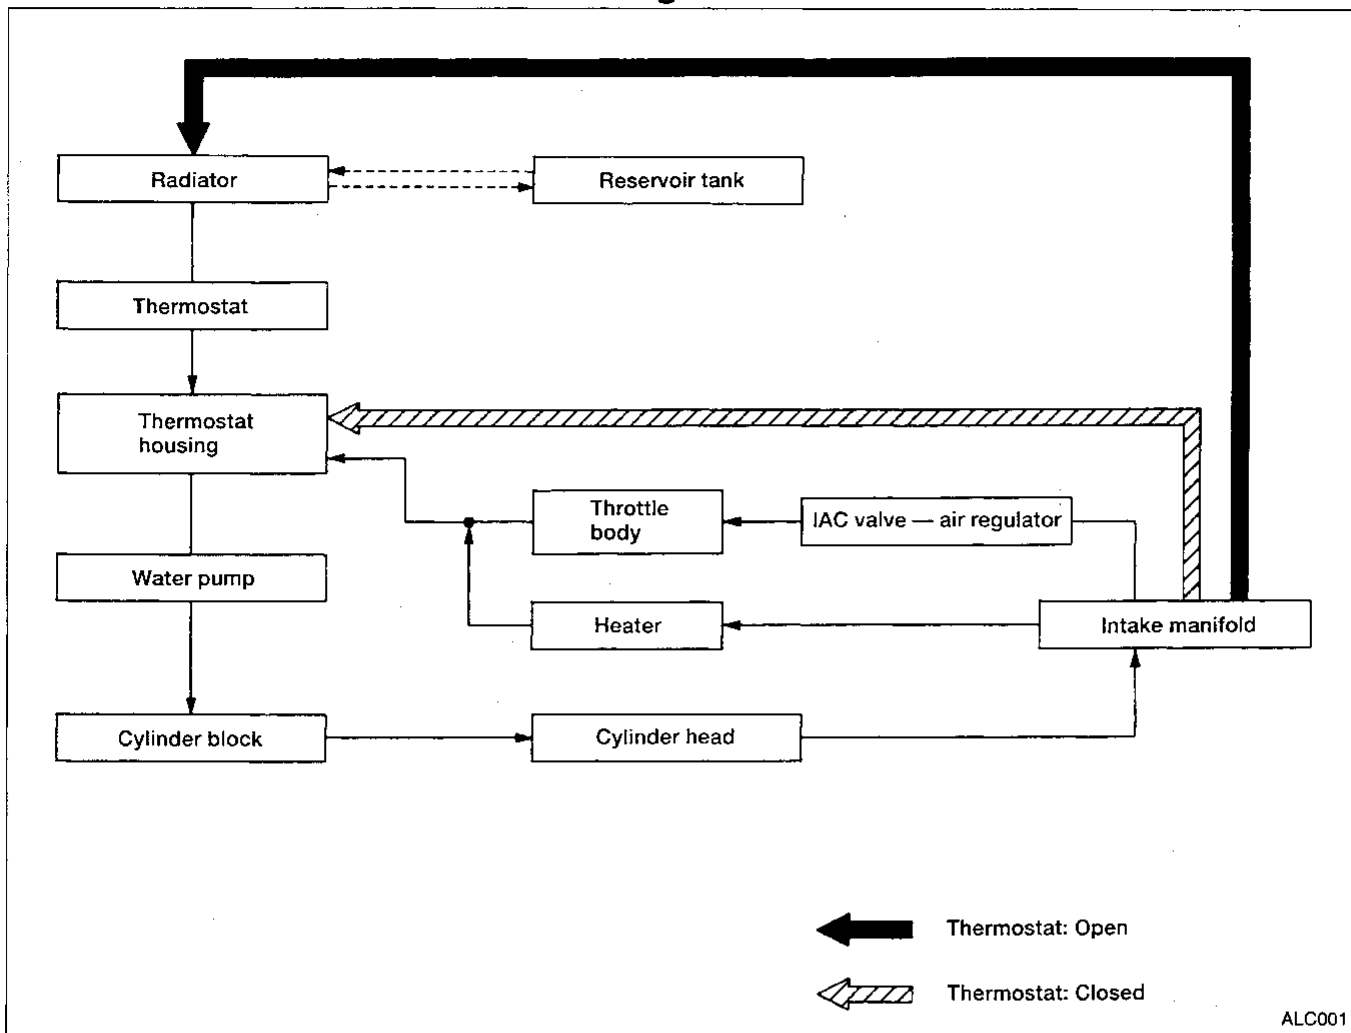 Radiator
Reservoir tank
Thermostat
Thermostat
housing
Throttle
body
IAC valve — air regulator
Water pump
Heater
Intake manifold
Cylinder block
Cylinder head
Thermostat: Open
Thermostat: Closed
ALC001